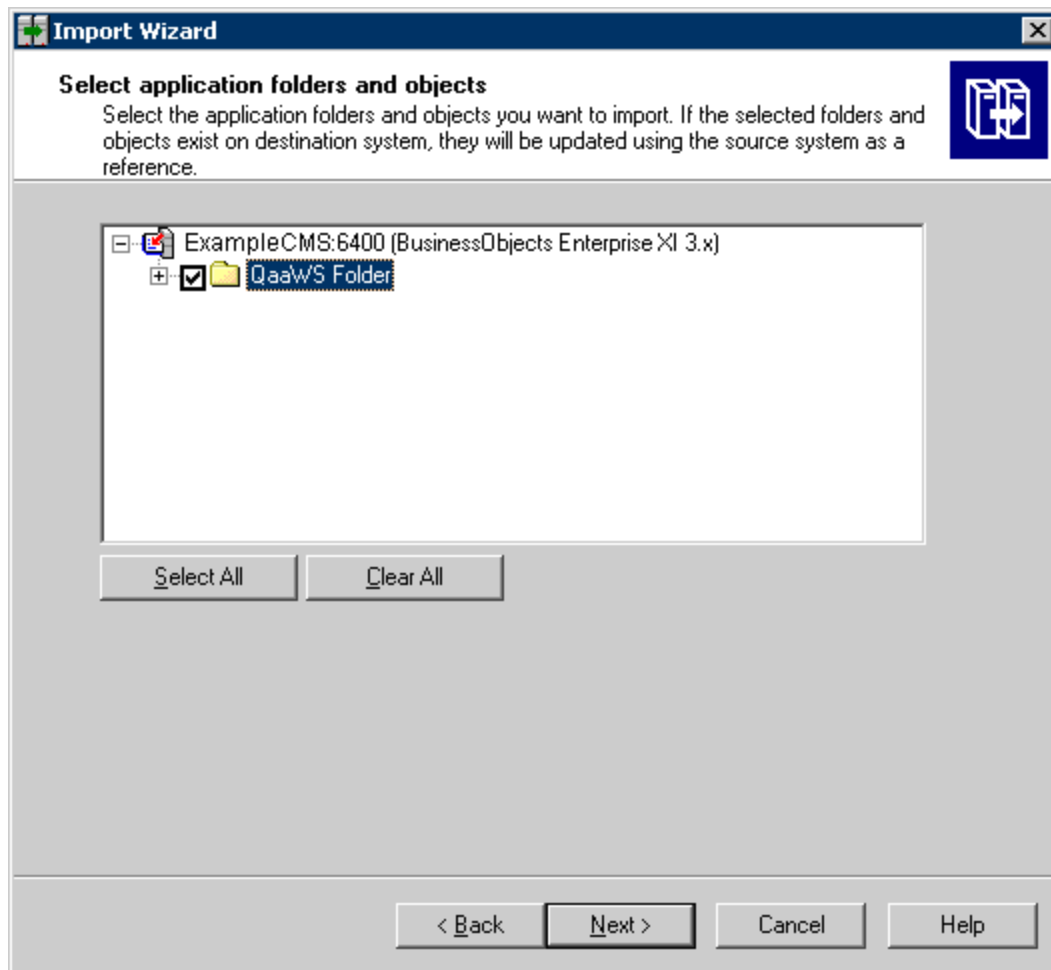 Import Wizard
Select application folders and objects
Select the application folders and objects you want to import. If the selected folders and
objects exist on destination system, they will be updated using the source system as a
reference.
ExampleCMS:6400 (BusinessObjects Enterprise XI 3.x)
QaaWS Folder
Select All Clear All
< Back Next > Cancel Help